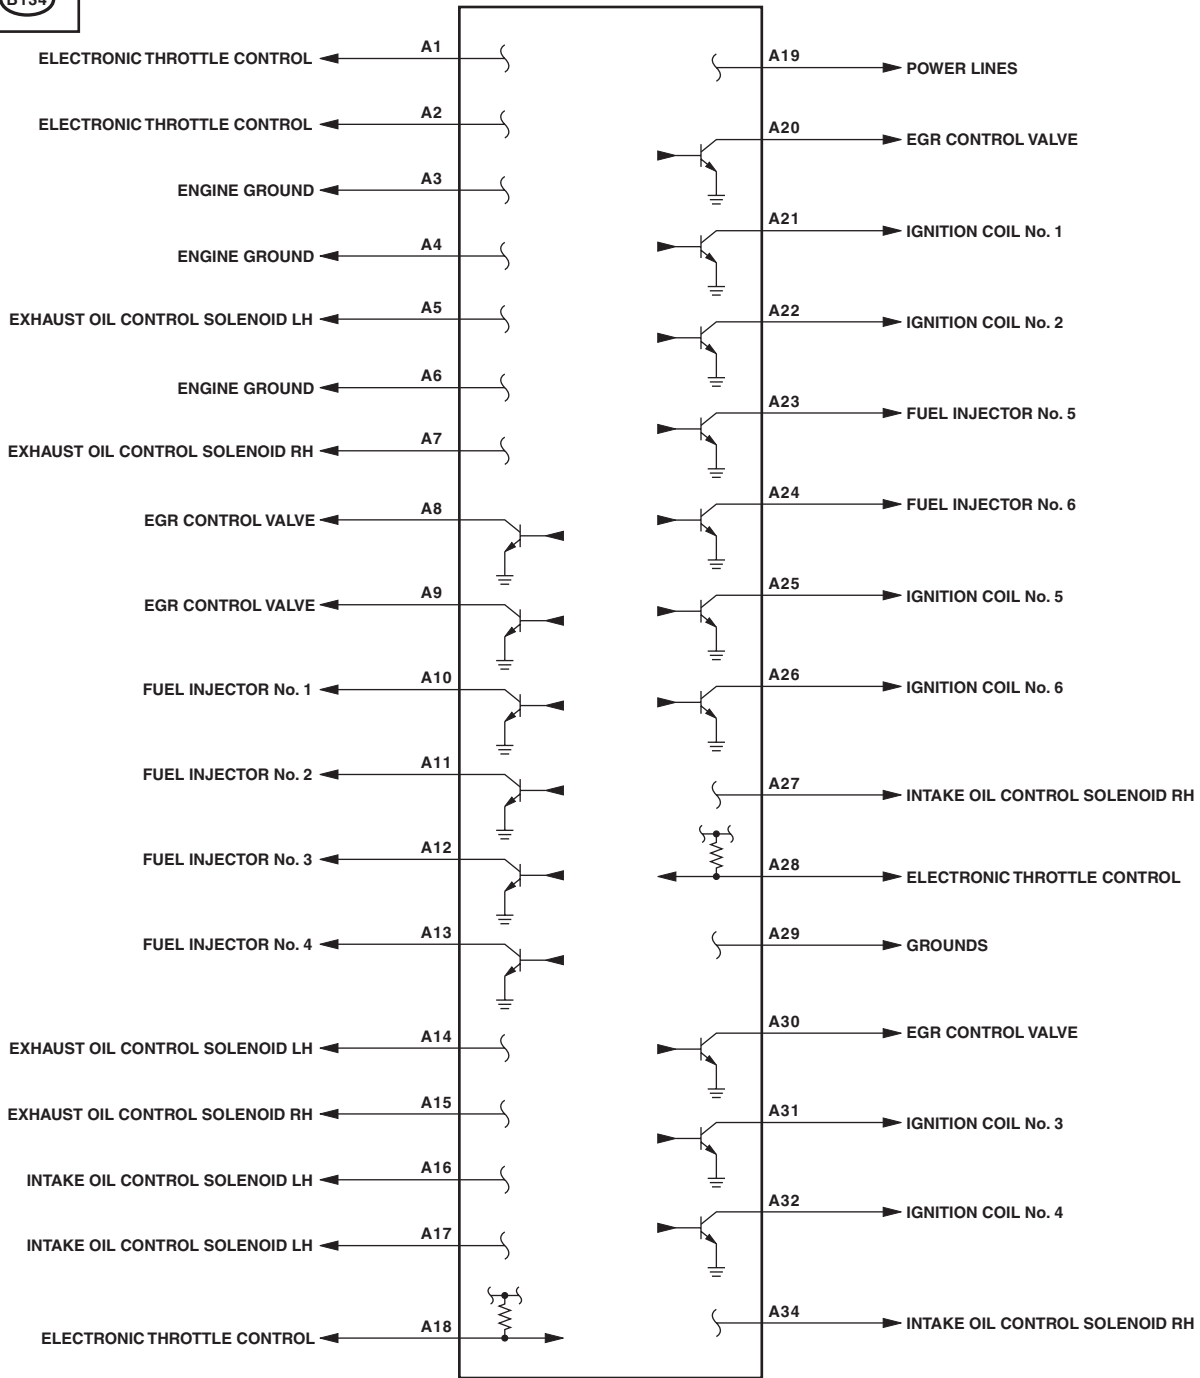 B134
A1
ELECTRONIC THROTTLE CONTROL
A2
ELECTRONIC THROTTLE CONTROL
A3
ENGINE GROUND
A4
ENGINE GROUND
A5
EXHAUST OIL CONTROL SOLENOID LH
A6
ENGINE GROUND
A7
EXHAUST OIL CONTROL SOLENOID RH
A8
EGR CONTROL VALVE
A9
EGR CONTROL VALVE
A10
FUEL INJECTOR No. 1
A11
FUEL INJECTOR No. 2
A12
FUEL INJECTOR No. 3
A13
FUEL INJECTOR No. 4
A14
EXHAUST OIL CONTROL SOLENOID LH
A15
EXHAUST OIL CONTROL SOLENOID RH
A16
INTAKE OIL CONTROL SOLENOID LH
A17
INTAKE OIL CONTROL SOLENOID LH
A18
ELECTRONIC THROTTLE CONTROL
A19
POWER LINES
A20
EGR CONTROL VALVE
A21
IGNITION COIL No. 1
A22
IGNITION COIL No. 2
A23
FUEL INJECTOR No. 5
A24
FUEL INJECTOR No. 6
A25
IGNITION COIL No. 5
A26
IGNITION COIL No. 6
A27
INTAKE OIL CONTROL SOLENOID RH
A28
ELECTRONIC THROTTLE CONTROL
A29
GROUNDS
A30
EGR CONTROL VALVE
A31
IGNITION COIL No. 3
A32
IGNITION COIL No. 4
A34
INTAKE OIL CONTROL SOLENOID RH